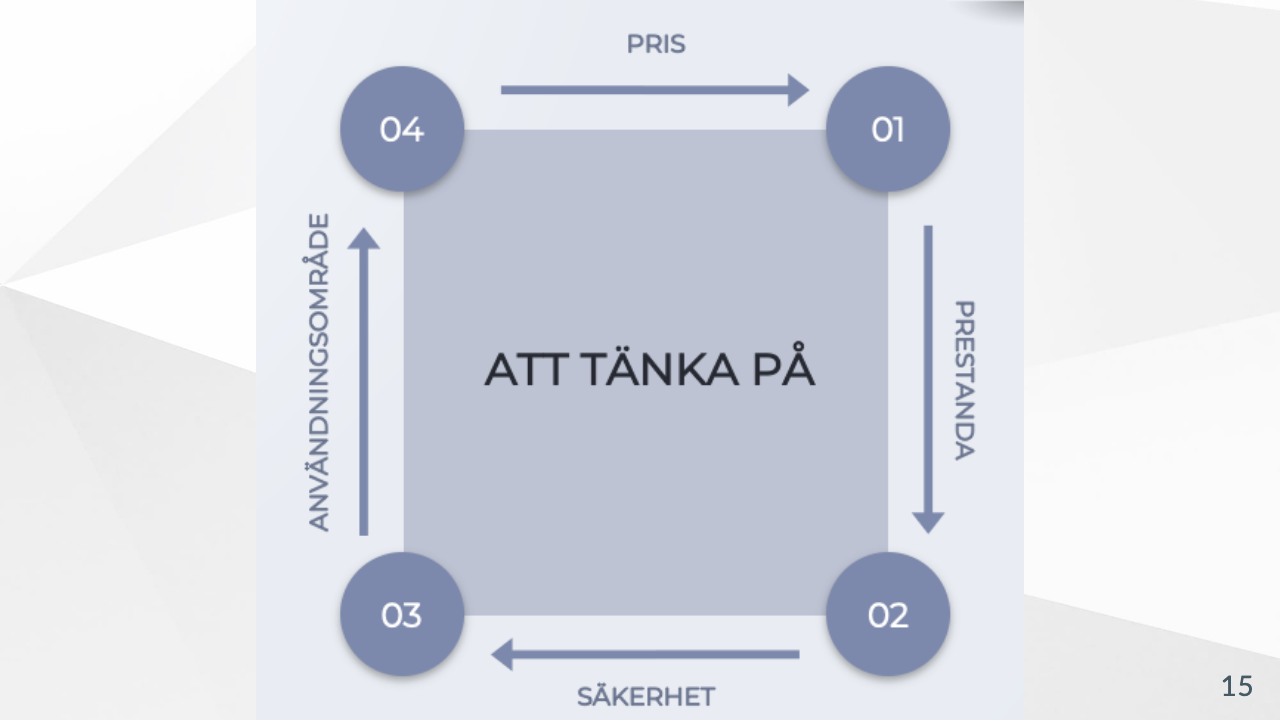 PRIS
04
01
ANVÄNDNINGSOMRÅDE
ATT TÄNKA PÅ
PRESTANDA
03
02
SÄKERHET
15